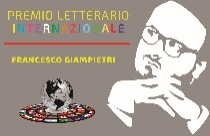 PREMIO LETTERARIO
INTERNAZIONALE
FRANCESCO GIAMPIETRI